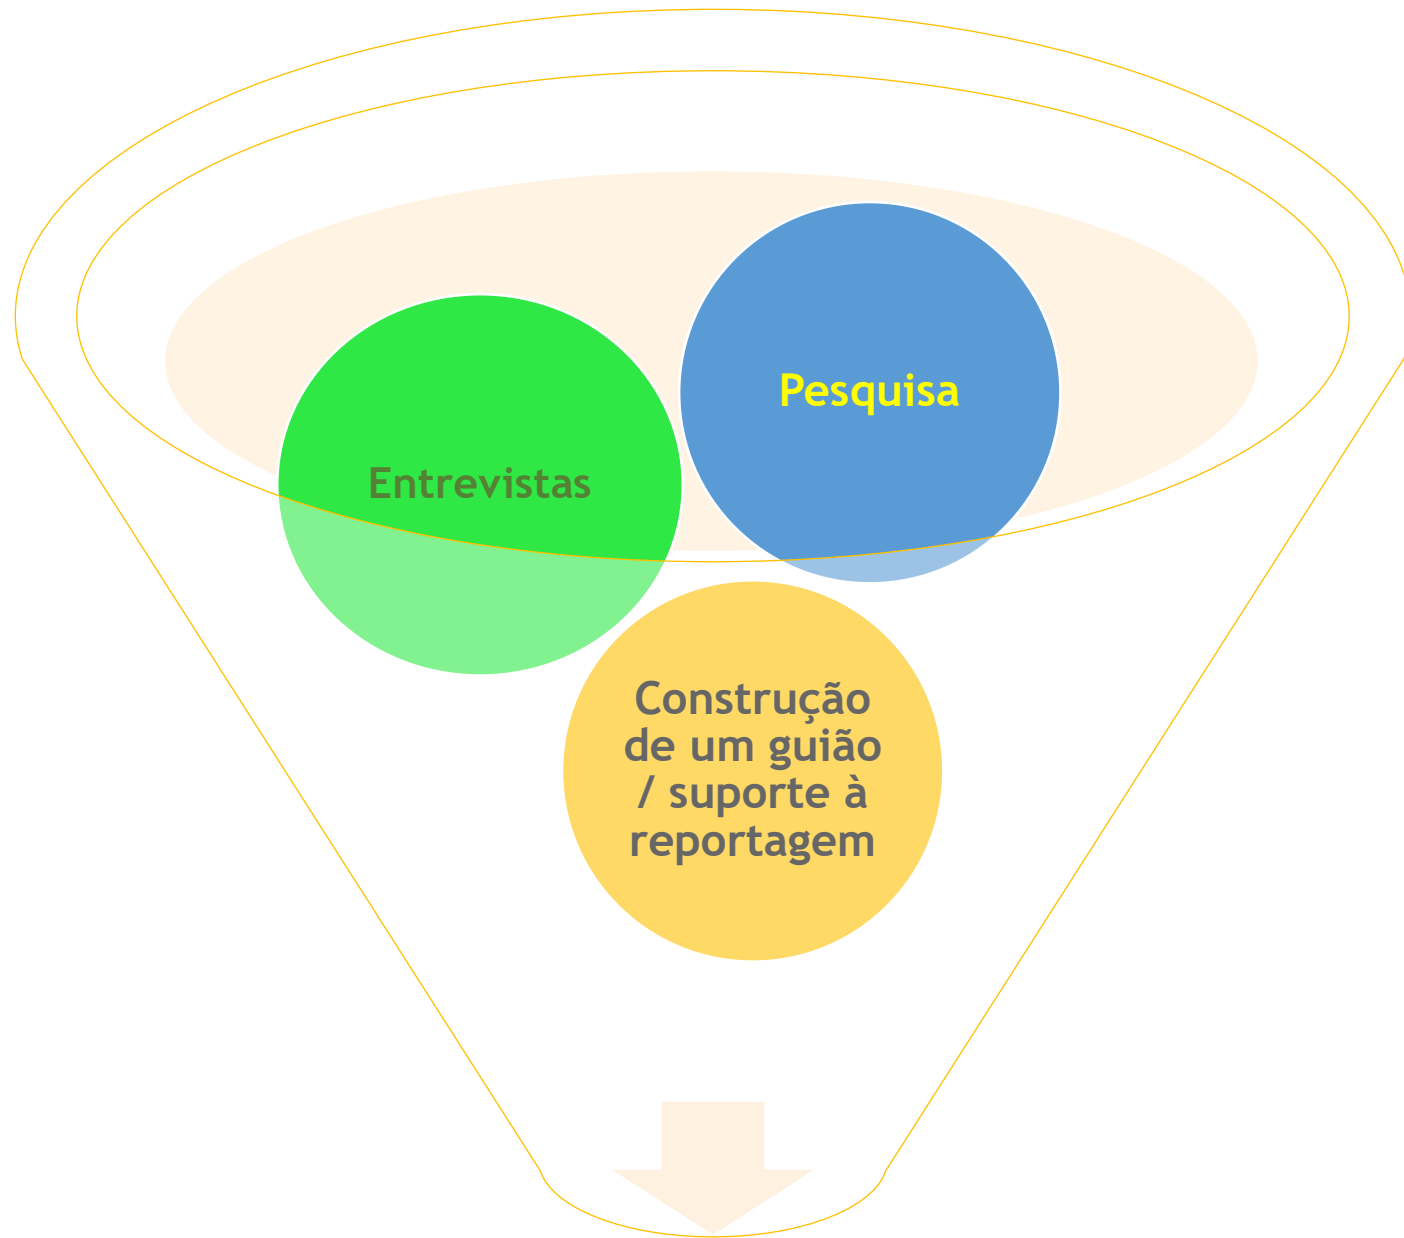 Pesquisa
Entrevistas
Construção
de um guião
/ suporte à
reportagem